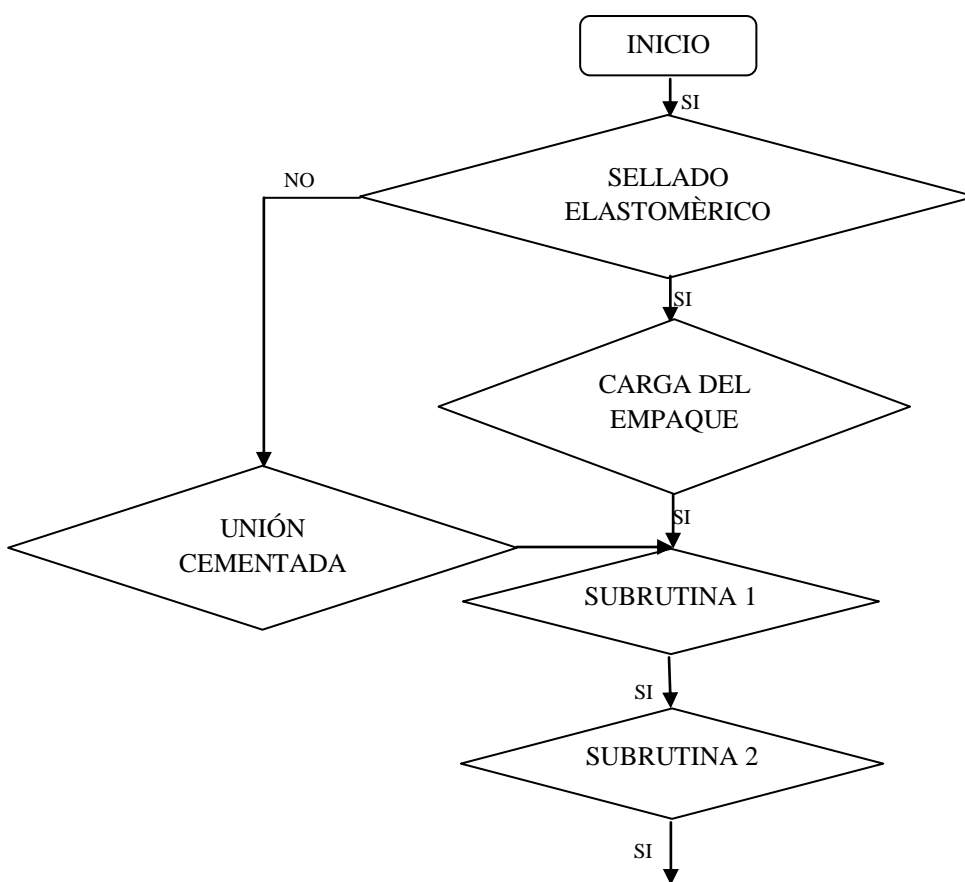 INICIO
SI
SELLADO
ELASTOMÈRICO
NO
SI
CARGA DEL
EMPAQUE
SI
UNIÓN
CEMENTADA
SUBRUTINA 1
SI
SUBRUTINA 2
SI